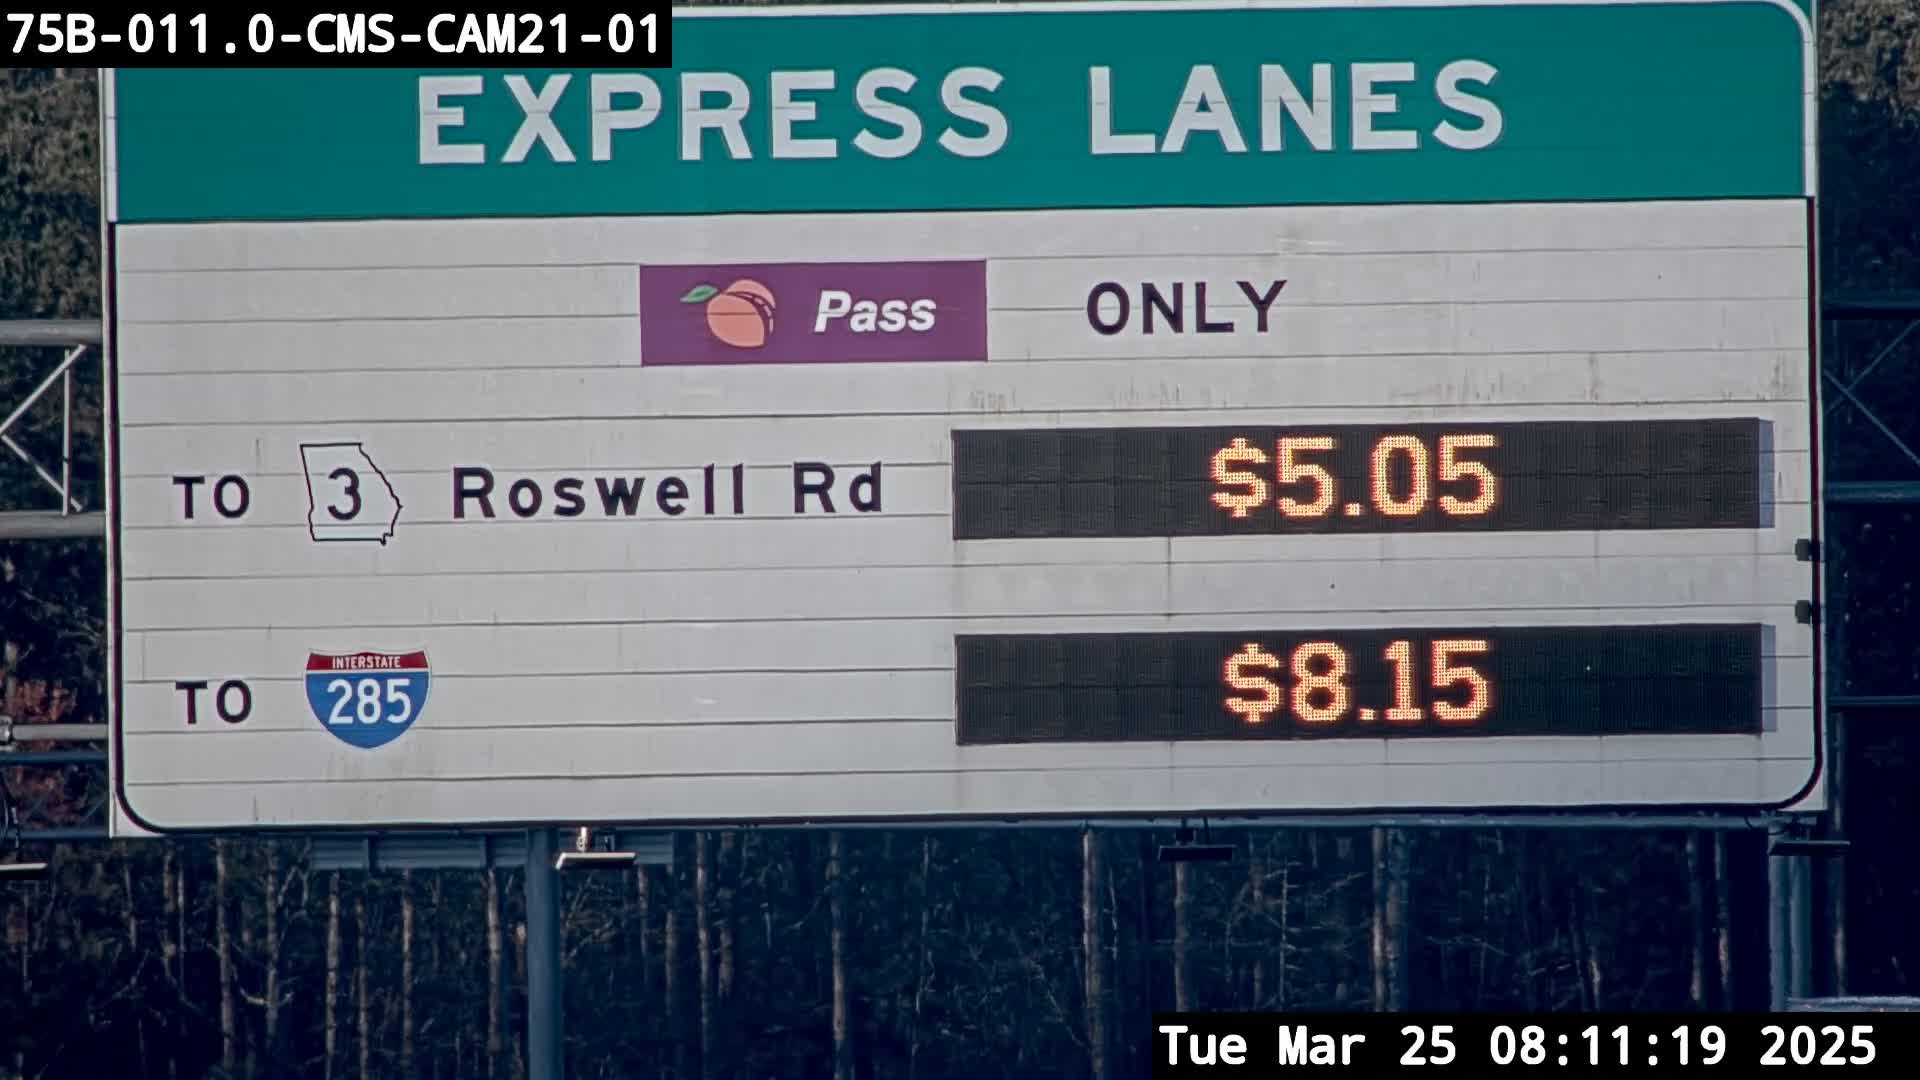 75B-011.0-CMS-CAM21-01
EXPRESS LANES
Pass ONLY
TO 3 Roswell Rd $5.05
INTERSTATE
TO 285 $8.15
Tue Mar 25 08:11:19 2025